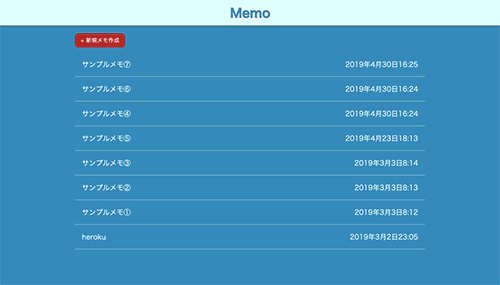 Memo
+ 新規メモ作成
サンプルメモ⑦ 2019年4月30日16:25
サンプルメモ⑥ 2019年4月30日16:24
サンプルメモ④ 2019年4月30日16:24
サンプルメモ⑤ 2019年4月23日18:13
サンプルメモ③ 2019年3月3日8:14
サンプルメモ② 2019年3月3日8:13
サンプルメモ① 2019年3月3日8:12
heroku 2019年3月2日23:05